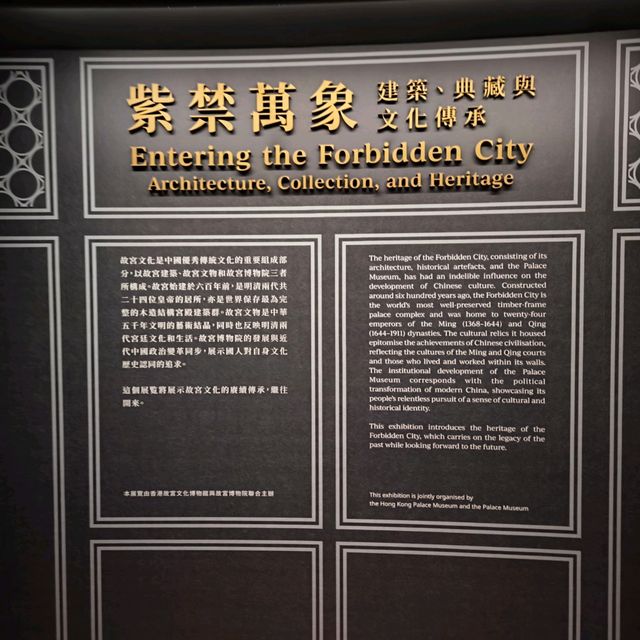 紫禁萬象 建築、典藏與
文化傳承
Entering the Forbidden City
Architecture, Collection, and Heritage
故宮文化是中國優秀傳統文化的重要組成部
分，以故宮建築、故宮文物和故宮博物院三者
所構成。故宮始建於六百年前，是明清兩代共
二十四位皇帝的居所，亦是世界保存最為完
整的木造結構宮殿建築群。故宮文物是中華
五千年文明的藝術結晶，同時也反映明清兩
代宮廷文化和生活。故宮博物院的發展與近
代中國政治變革同步，展示國人對自身文化
歷史認同的追求。
這個展覧將展示故宮文化的賡續傳承，繼往
開來。
本展覽由香港故宮文化博物館與故宮博物院聯合主辦
The heritage of the Forbidden City, consisting of its
architecture, historical artefacts, and the Palace
Museum, has had an indelible influence on the
development of Chinese culture. Constructed
around six hundred years ago, the Forbidden City is
the world's most well-preserved timber-frame
palace complex and was home to twenty-four
emperors of the Ming (1368–1644) and Qing
(1644–1911) dynasties. The cultural relics it housed
epitomise the achievements of Chinese civilisation,
reflecting the cultures of the Ming and Qing courts
and those who lived and worked within its walls.
The institutional development of the Palace
Museum corresponds with the political
transformation of modern China, showcasing its
people's relentless pursuit of a sense of cultural and
historical identity.
This exhibition introduces the heritage of the
Forbidden City, which carries on the legacy of the
past while looking forward to the future.
This exhibition is jointly organised by
the Hong Kong Palace Museum and the Palace Museum